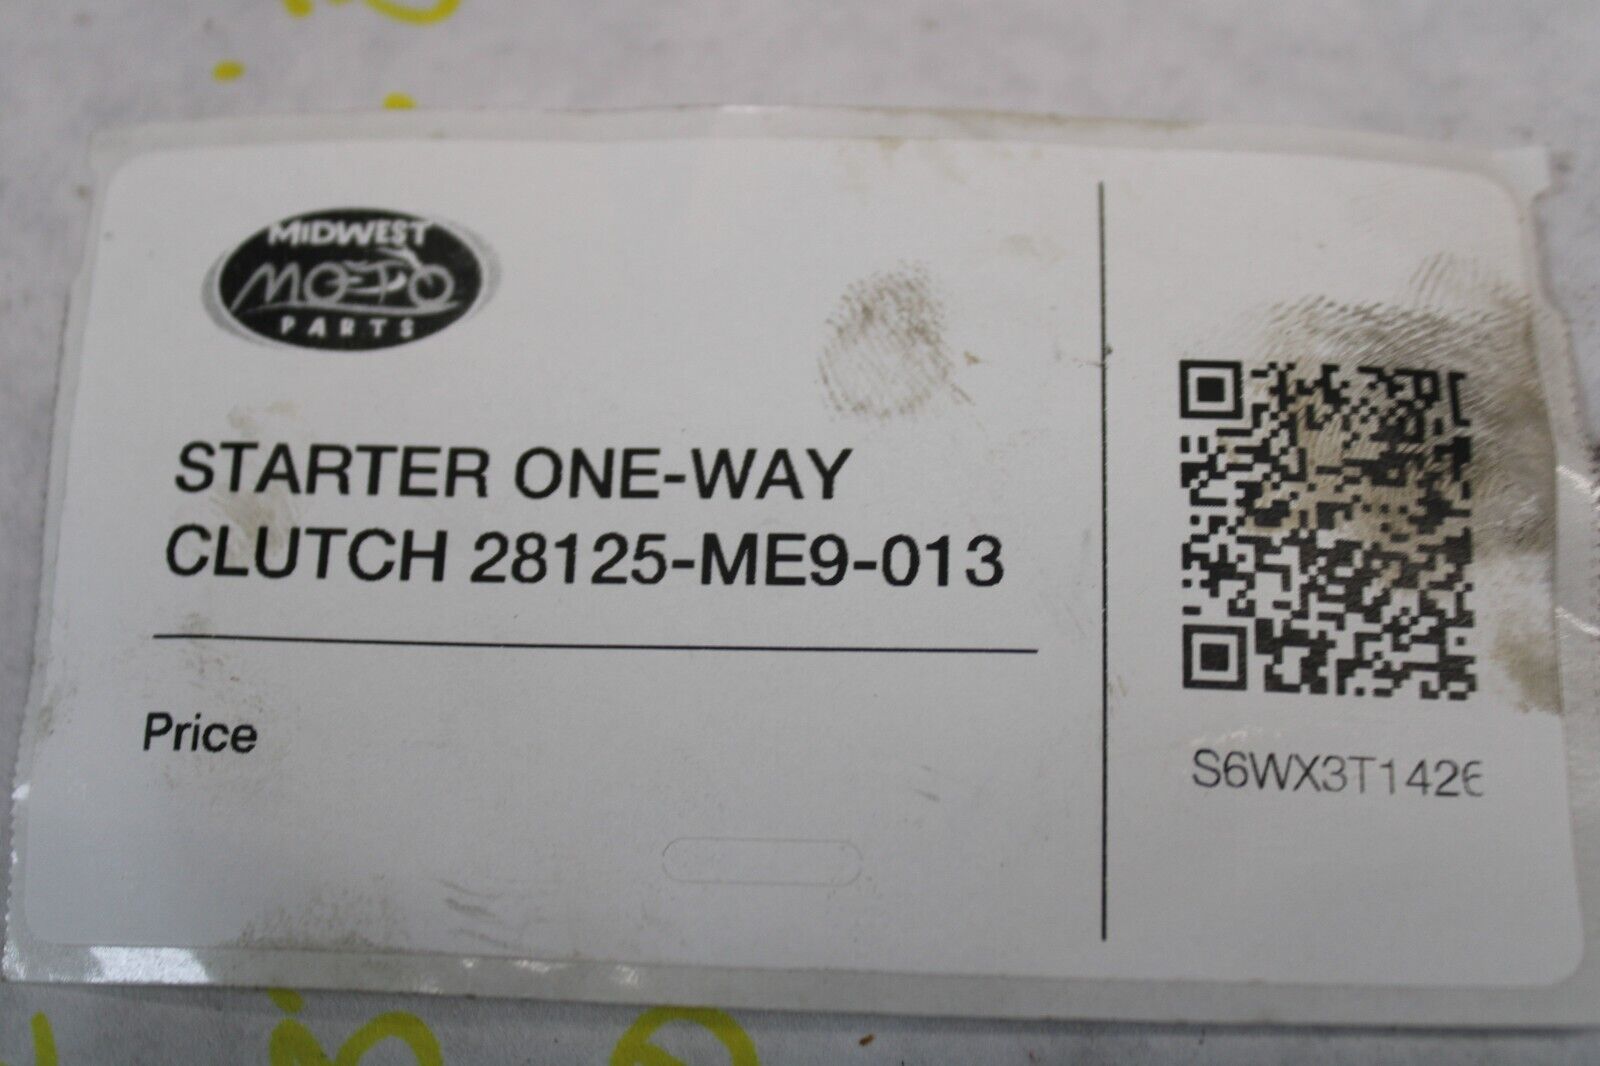 MIDWEST
MOTO
PARTS
STARTER ONE-WAY
CLUTCH 28125-ME9-013
Price
S6WX3T1426